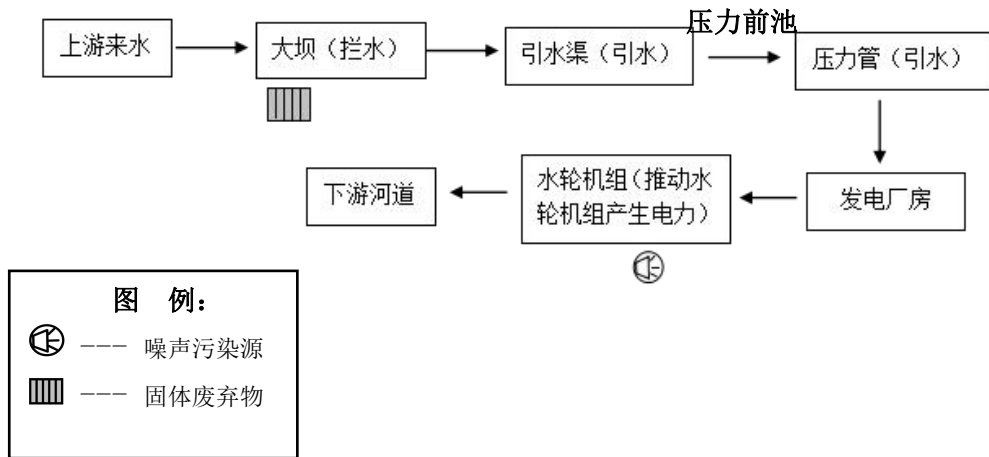 上游来水
大坝（拦水）
引水渠（引水）
压力前池
压力管（引水）
发电厂房
水轮机组（推动水
轮机组产生电力）
下游河道
图 例：
--- 噪声污染源
--- 固体废弃物